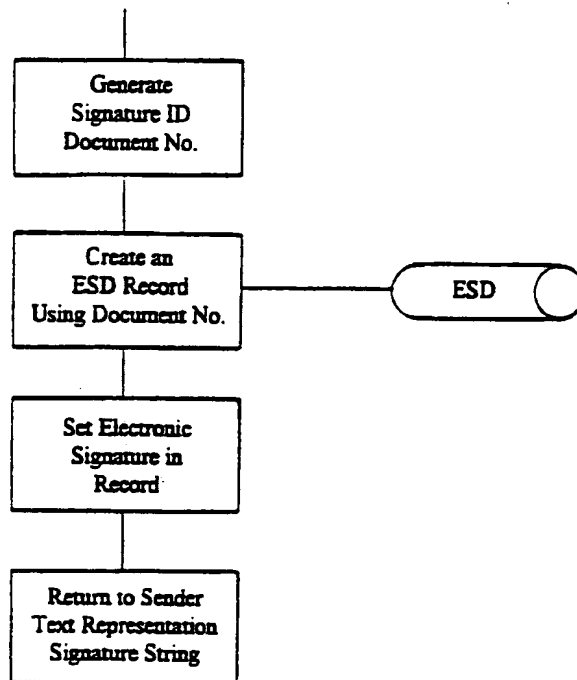 Generate
Signature ID
Document No.
Create an
ESD Record
Using Document No.
ESD
Set Electronic
Signature in
Record
Return to Sender
Text Representation
Signature String